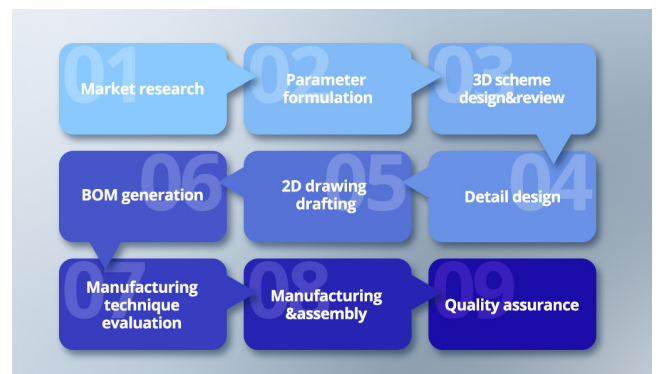 01
Market research
02
Parameter
formulation
03
3D scheme
design&review
04
Detail design
05
2D drawing
drafting
06
BOM generation
07
Manufacturing
technique
evaluation
08
Manufacturing
&assembly
09
Quality assurance